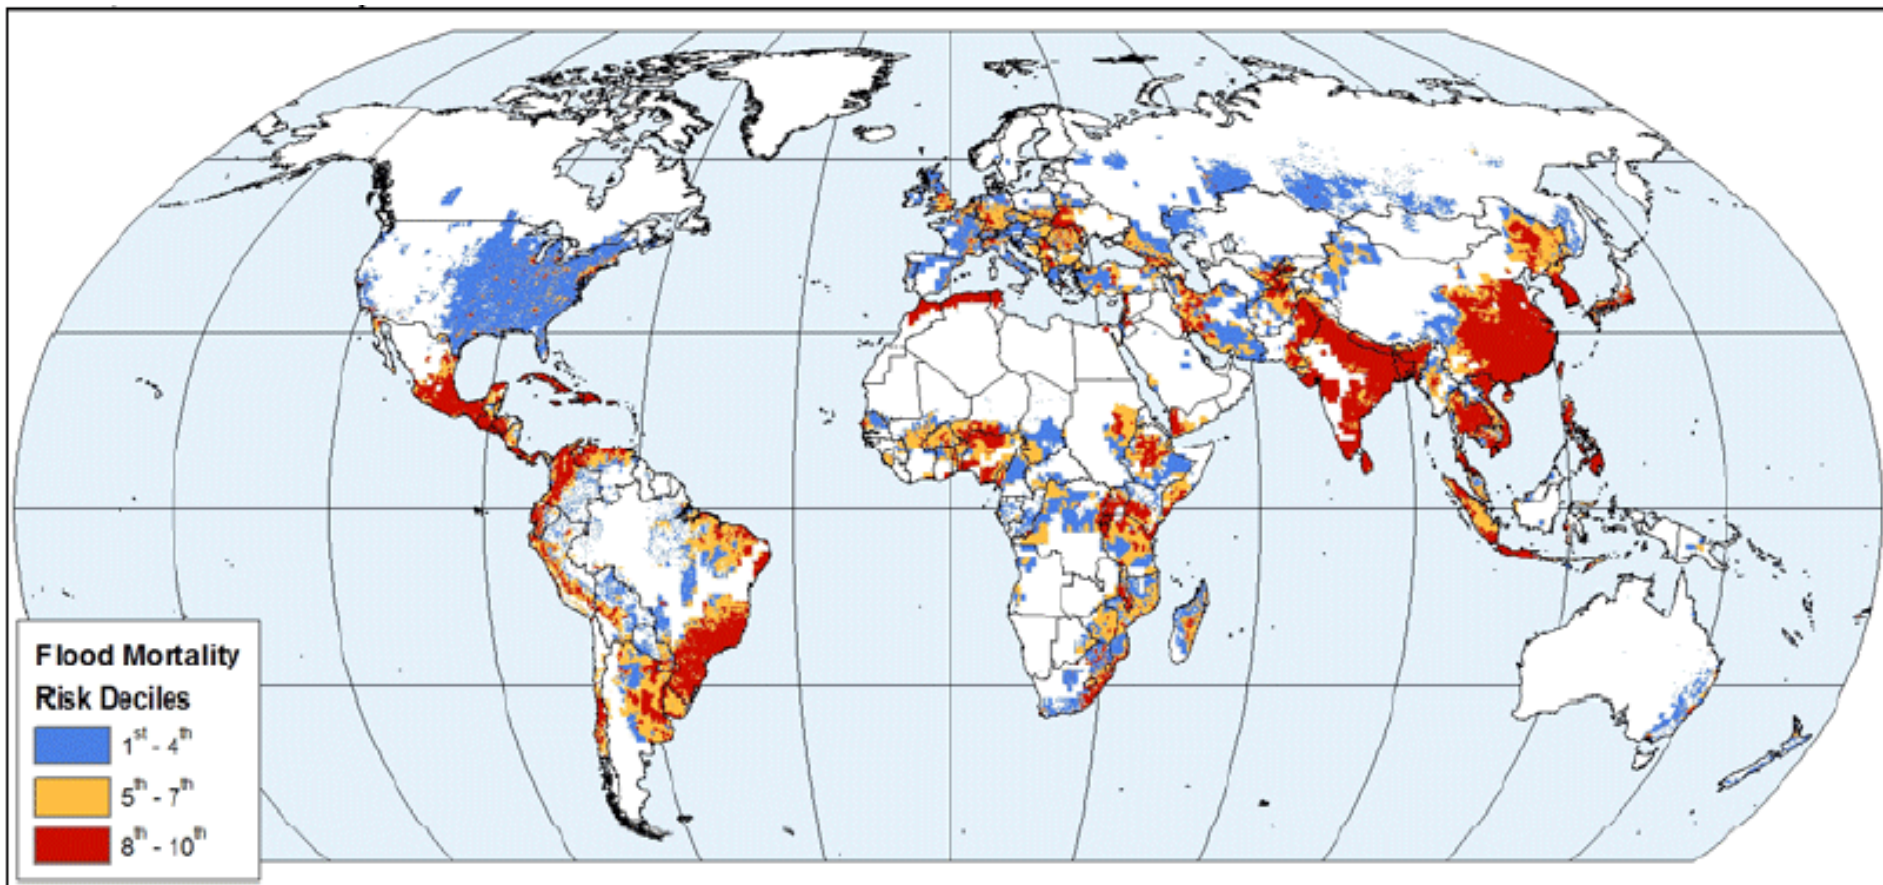 Flood Mortality
Risk Deciles
1st - 4th
5th - 7th
8th - 10th